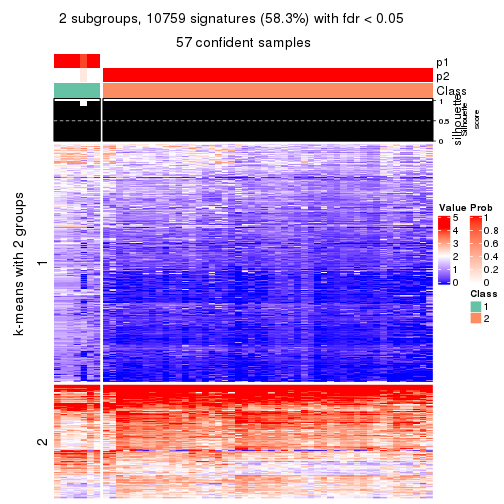 2 subgroups, 10759 signatures (58.3%) with fdr < 0.05
57 confident samples
p1
p2
Class
silhouette
Silhouette
score
1
0.5
0
k-means with 2 groups
1
2
Value
5
4
3
2
1
0
Prob
1
0.8
0.6
0.4
0.2
0
Class
1
2